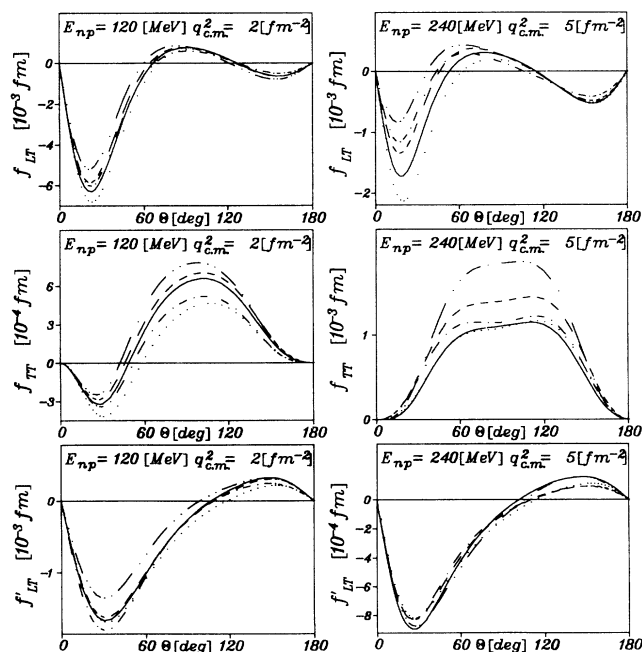 E_np = 120 [MeV] q²_c.m. = 2 [fm⁻²]
f_LT [10⁻³ fm]
0
-2
-4
-6
0 60 Θ [deg] 120 180
E_np = 240 [MeV] q²_c.m. = 5 [fm⁻²]
f_LT [10⁻³ fm]
0
-1
-2
0 60 Θ [deg] 120 180
E_np = 120 [MeV] q²_c.m. = 2 [fm⁻²]
f_TT [10⁻⁴ fm]
6
3
0
-3
0 60 Θ [deg] 120 180
E_np = 240 [MeV] q²_c.m. = 5 [fm⁻²]
f_TT [10⁻³ fm]
1
0
0 60 Θ [deg] 120 180
E_np = 120 [MeV] q²_c.m. = 2 [fm⁻²]
f'_LT [10⁻³ fm]
0
-1
0 60 Θ [deg] 120 180
E_np = 240 [MeV] q²_c.m. = 5 [fm⁻²]
f'_LT [10⁻⁴ fm]
0
-2
-4
-6
-8
0 60 Θ [deg] 120 180